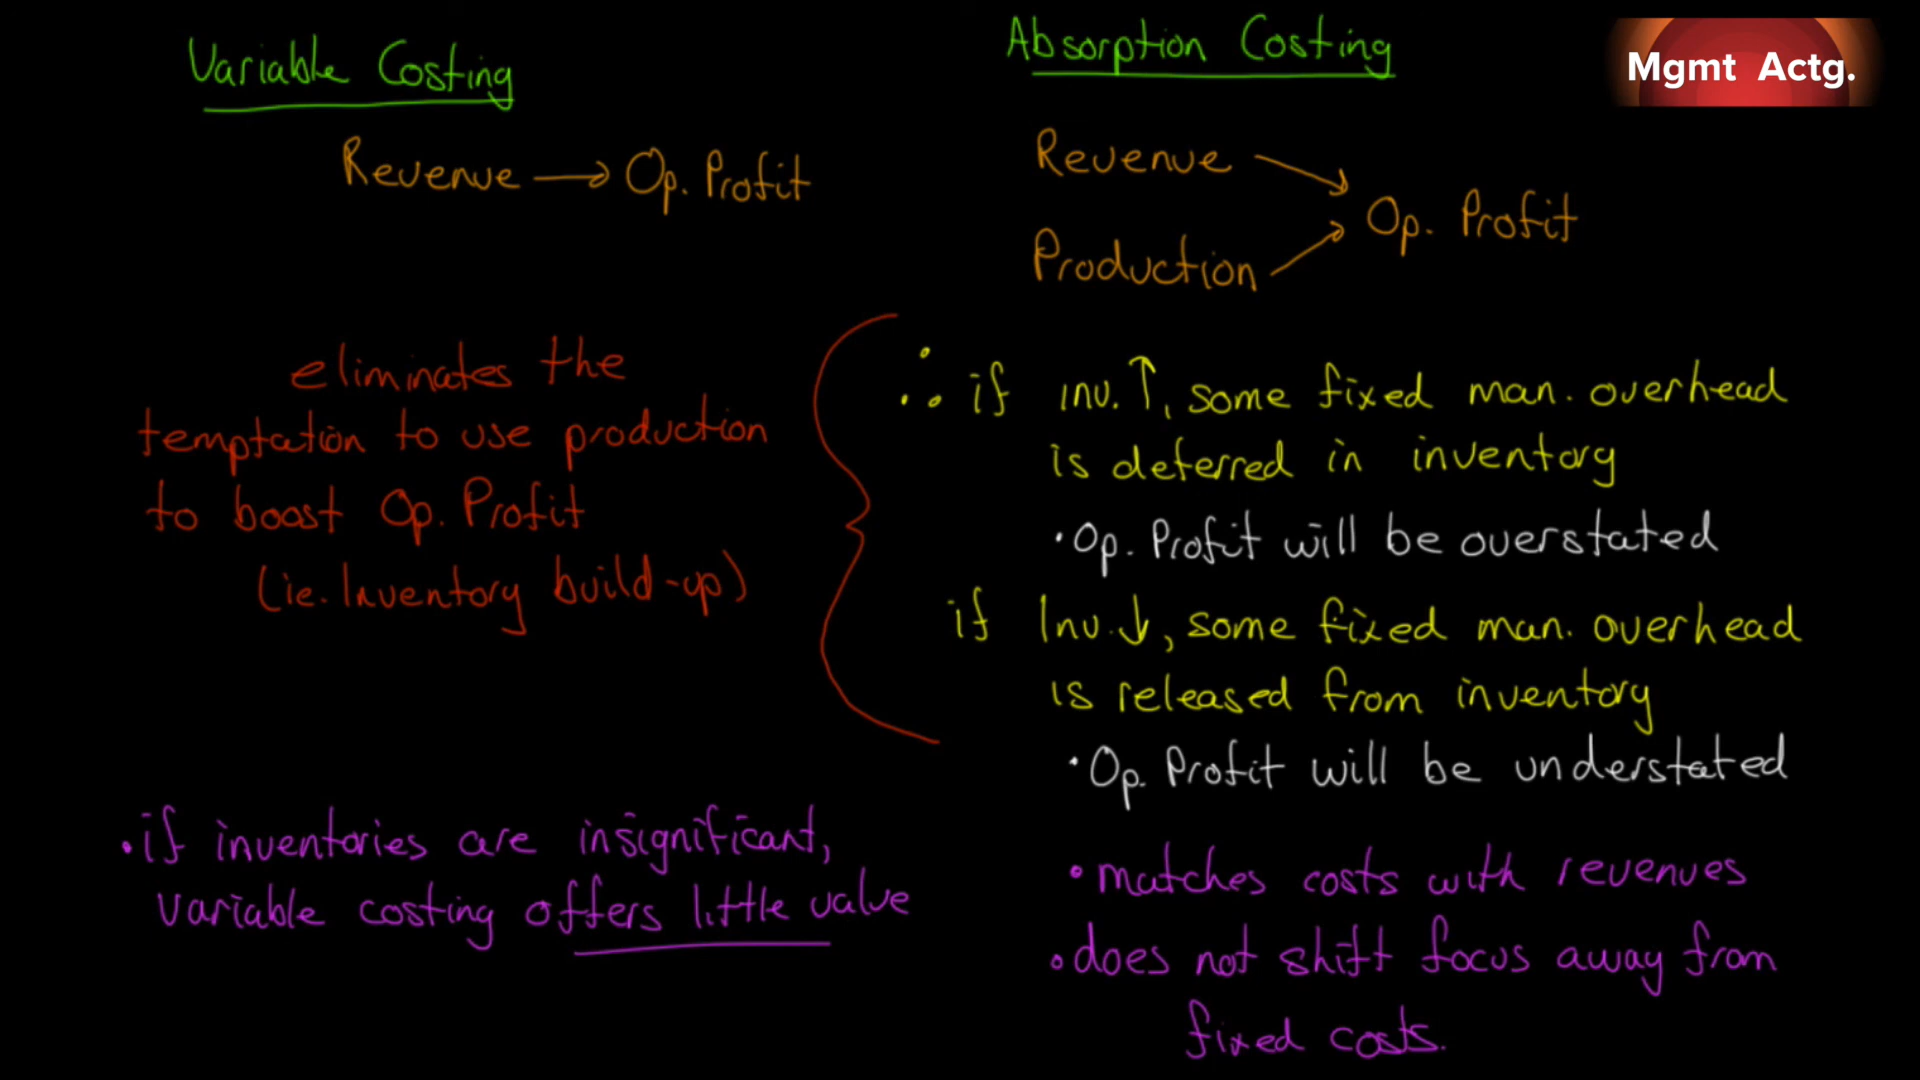 Variable Costing
Revenue → Op. Profit
eliminates the
temptation to use production
to boost Op. Profit
(ie. Inventory build-up)
• if inventories are insignificant,
variable costing offers little value
Absorption Costing
Revenue
Production
Op. Profit
∴ if inv. ↑, some fixed man. overhead
is deferred in inventory
• Op. Profit will be overstated
if Inv. ↓, some fixed man. overhead
is released from inventory
• Op. Profit will be understated
• matches costs with revenues
• does not shift focus away from
fixed costs.
Mgmt Actg.